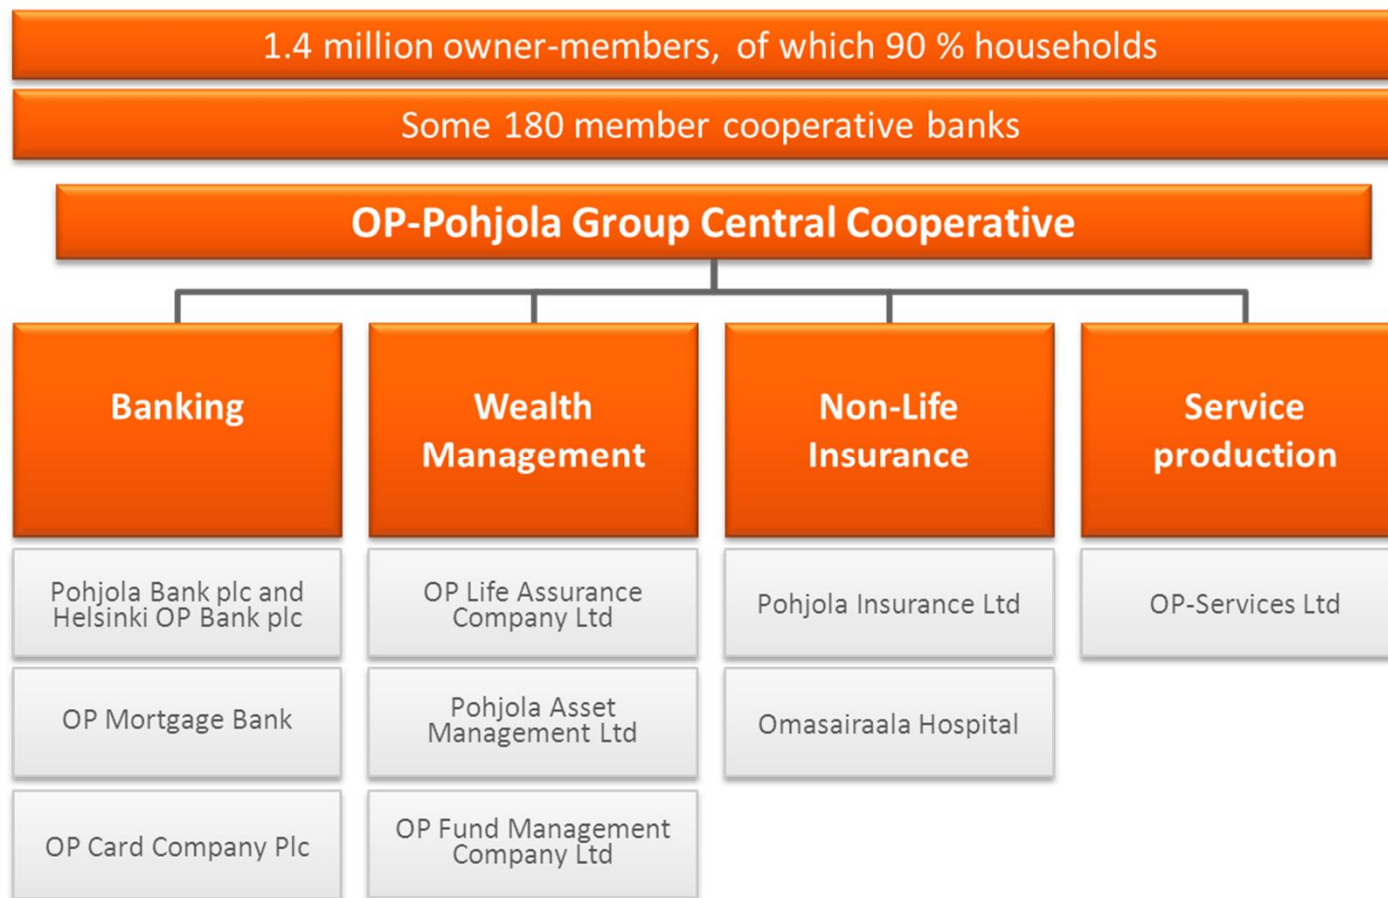 1.4 million owner-members, of which 90 % households
Some 180 member cooperative banks
OP-Pohjola Group Central Cooperative
Banking
Wealth
Management
Non-Life
Insurance
Service
production
Pohjola Bank plc and
Helsinki OP Bank plc
OP Life Assurance
Company Ltd
Pohjola Insurance Ltd
OP-Services Ltd
OP Mortgage Bank
Pohjola Asset
Management Ltd
Omasairaala Hospital
OP Card Company Plc
OP Fund Management
Company Ltd